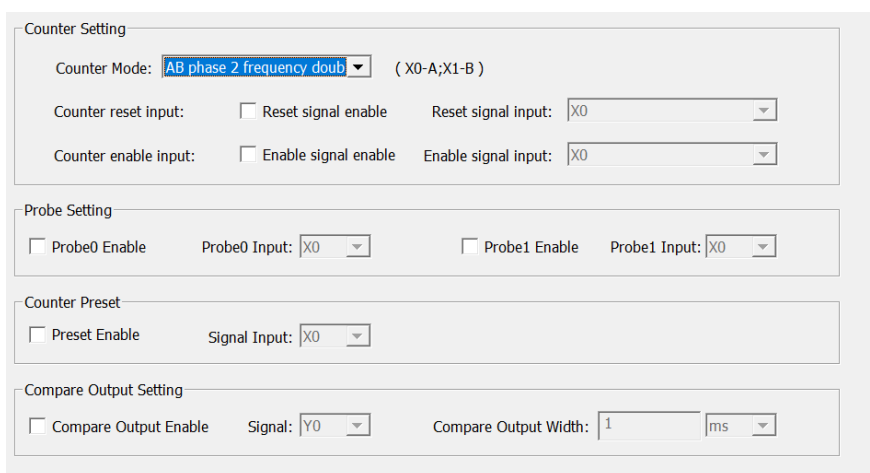 Counter Setting
Counter Mode: AB phase 2 frequency doub ( X0-A;X1-B )
Counter reset input: Reset signal enable Reset signal input: X0
Counter enable input: Enable signal enable Enable signal input: X0
Probe Setting
Probe0 Enable Probe0 Input: X0 Probe1 Enable Probe1 Input: X0
Counter Preset
Preset Enable Signal Input: X0
Compare Output Setting
Compare Output Enable Signal: Y0 Compare Output Width: 1 ms